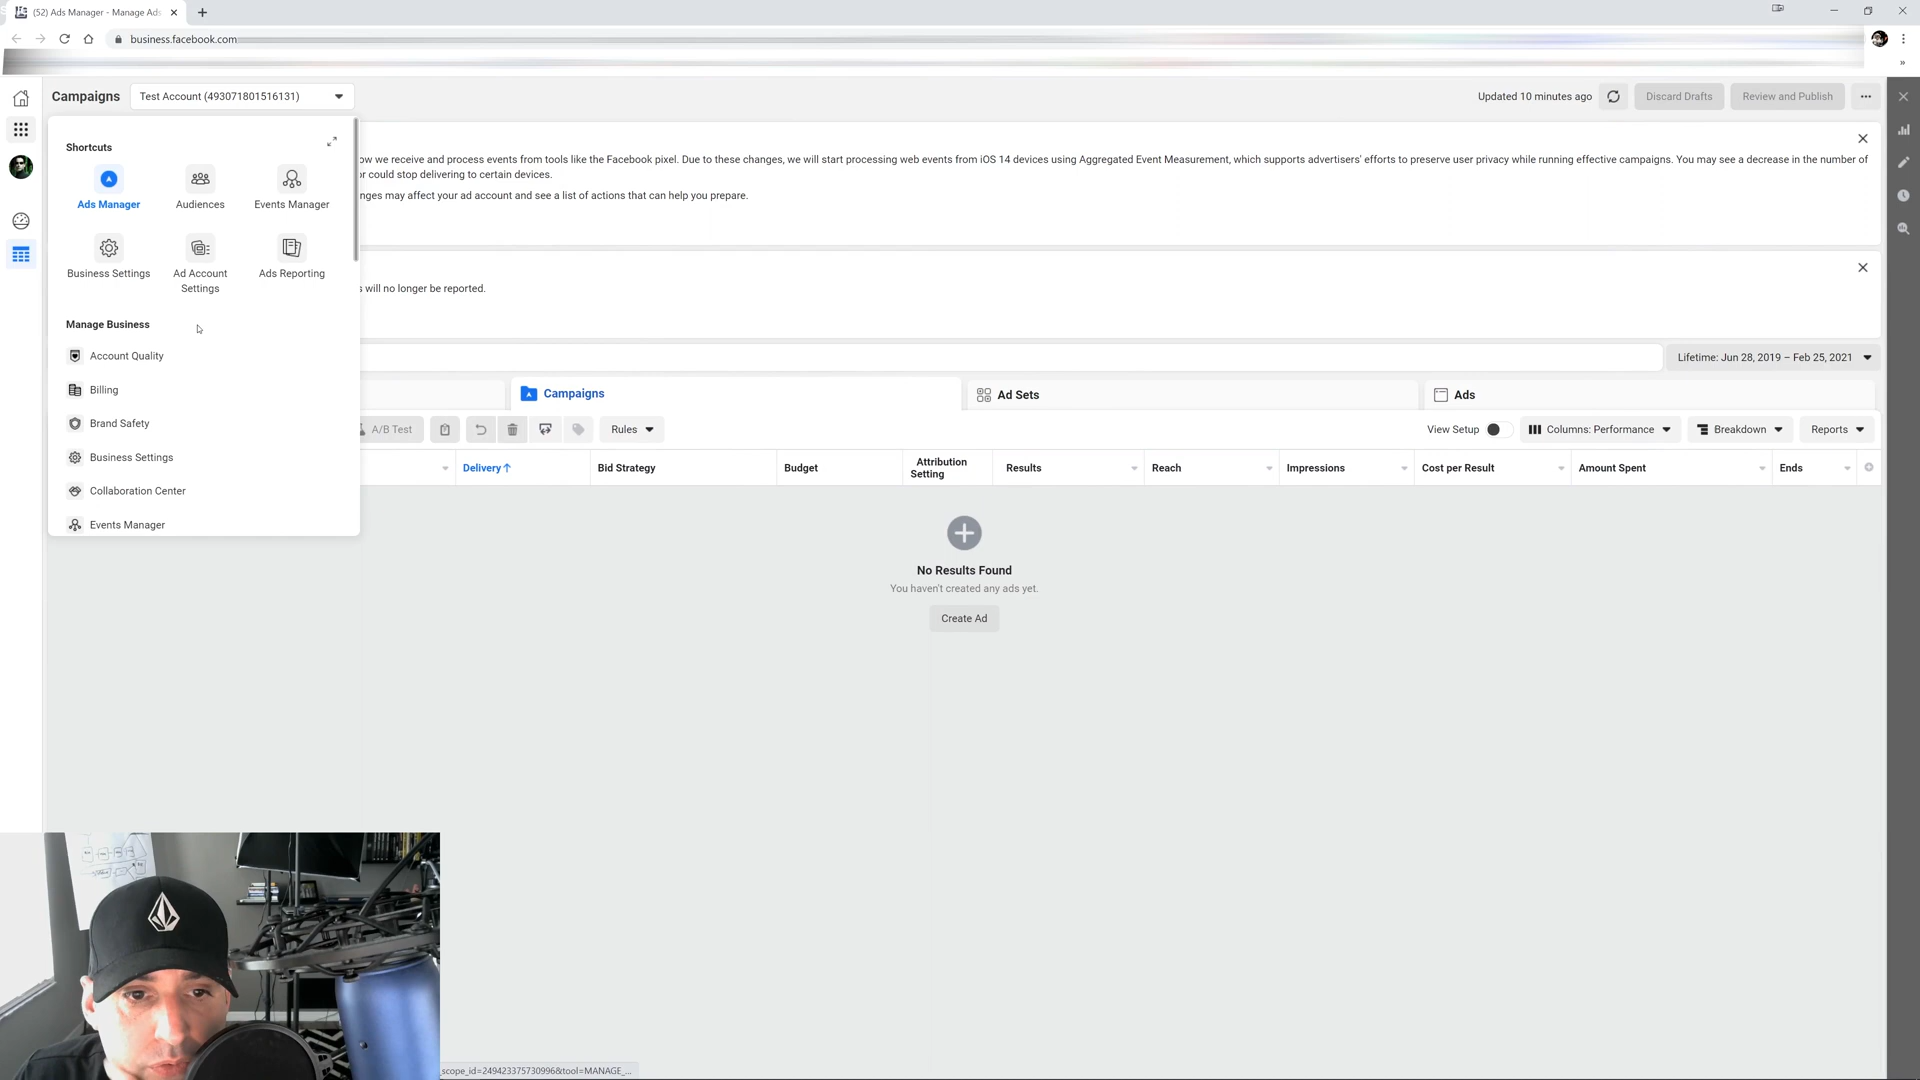 (52) Ads Manager - Manage Ads
business.facebook.com
Campaigns
Test Account (493071801516131)
Updated 10 minutes ago
Discard Drafts
Review and Publish
Shortcuts
Ads Manager
Audiences
Events Manager
Business Settings
Ad Account
Settings
Ads Reporting
Manage Business
Account Quality
Billing
Brand Safety
Business Settings
Collaboration Center
Events Manager
ow we receive and process events from tools like the Facebook pixel. Due to these changes, we will start processing web events from iOS 14 devices using Aggregated Event Measurement, which supports advertisers' efforts to preserve user privacy while running effective campaigns. You may see a decrease in the number of
or could stop delivering to certain devices.
nges may affect your ad account and see a list of actions that can help you prepare.
s will no longer be reported.
Lifetime: Jun 28, 2019 – Feb 25, 2021
Campaigns
Ad Sets
Ads
A/B Test
Rules
View Setup
Columns: Performance
Breakdown
Reports
Delivery↑
Bid Strategy
Budget
Attribution
Setting
Results
Reach
Impressions
Cost per Result
Amount Spent
Ends
No Results Found
You haven't created any ads yet.
Create Ad
_scope_id=249423375730996&tool=MANAGE_...